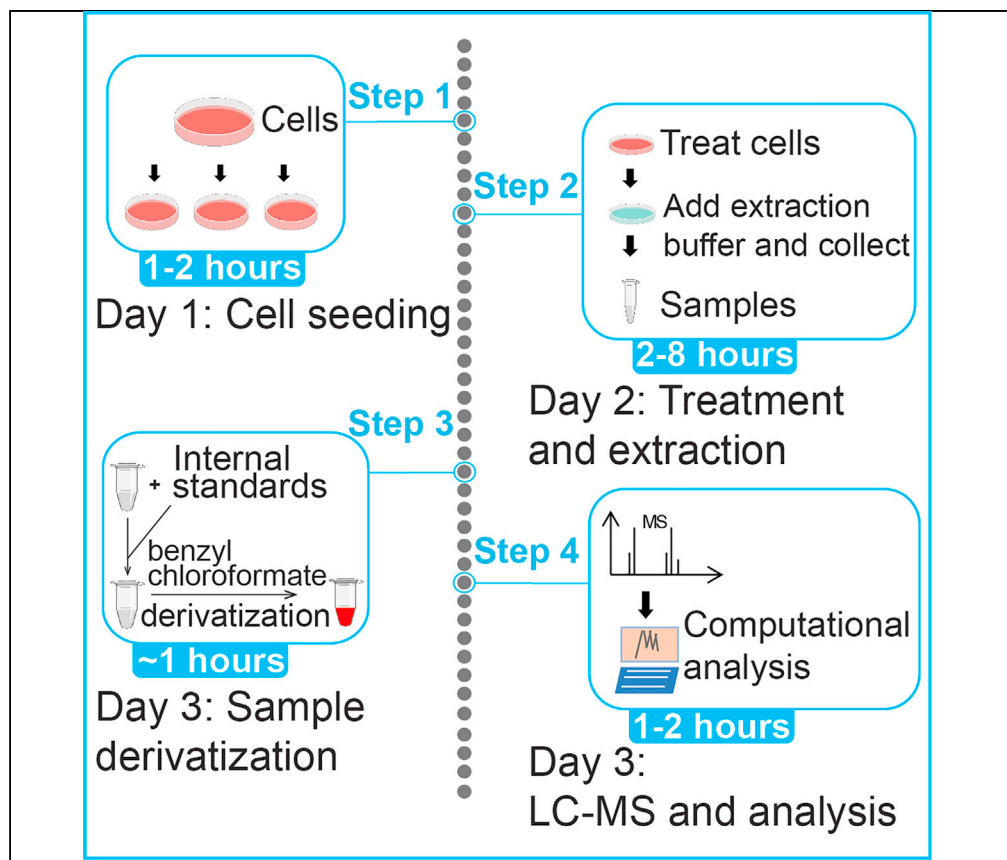 Step 1
Cells
1-2 hours
Day 1: Cell seeding
Step 2
Treat cells
Add extraction
buffer and collect
Samples
2-8 hours
Day 2: Treatment
and extraction
Step 3
Internal
+ standards
benzyl
chloroformate
derivatization
~1 hours
Day 3: Sample
derivatization
Step 4
MS
Computational
analysis
1-2 hours
Day 3:
LC-MS and analysis